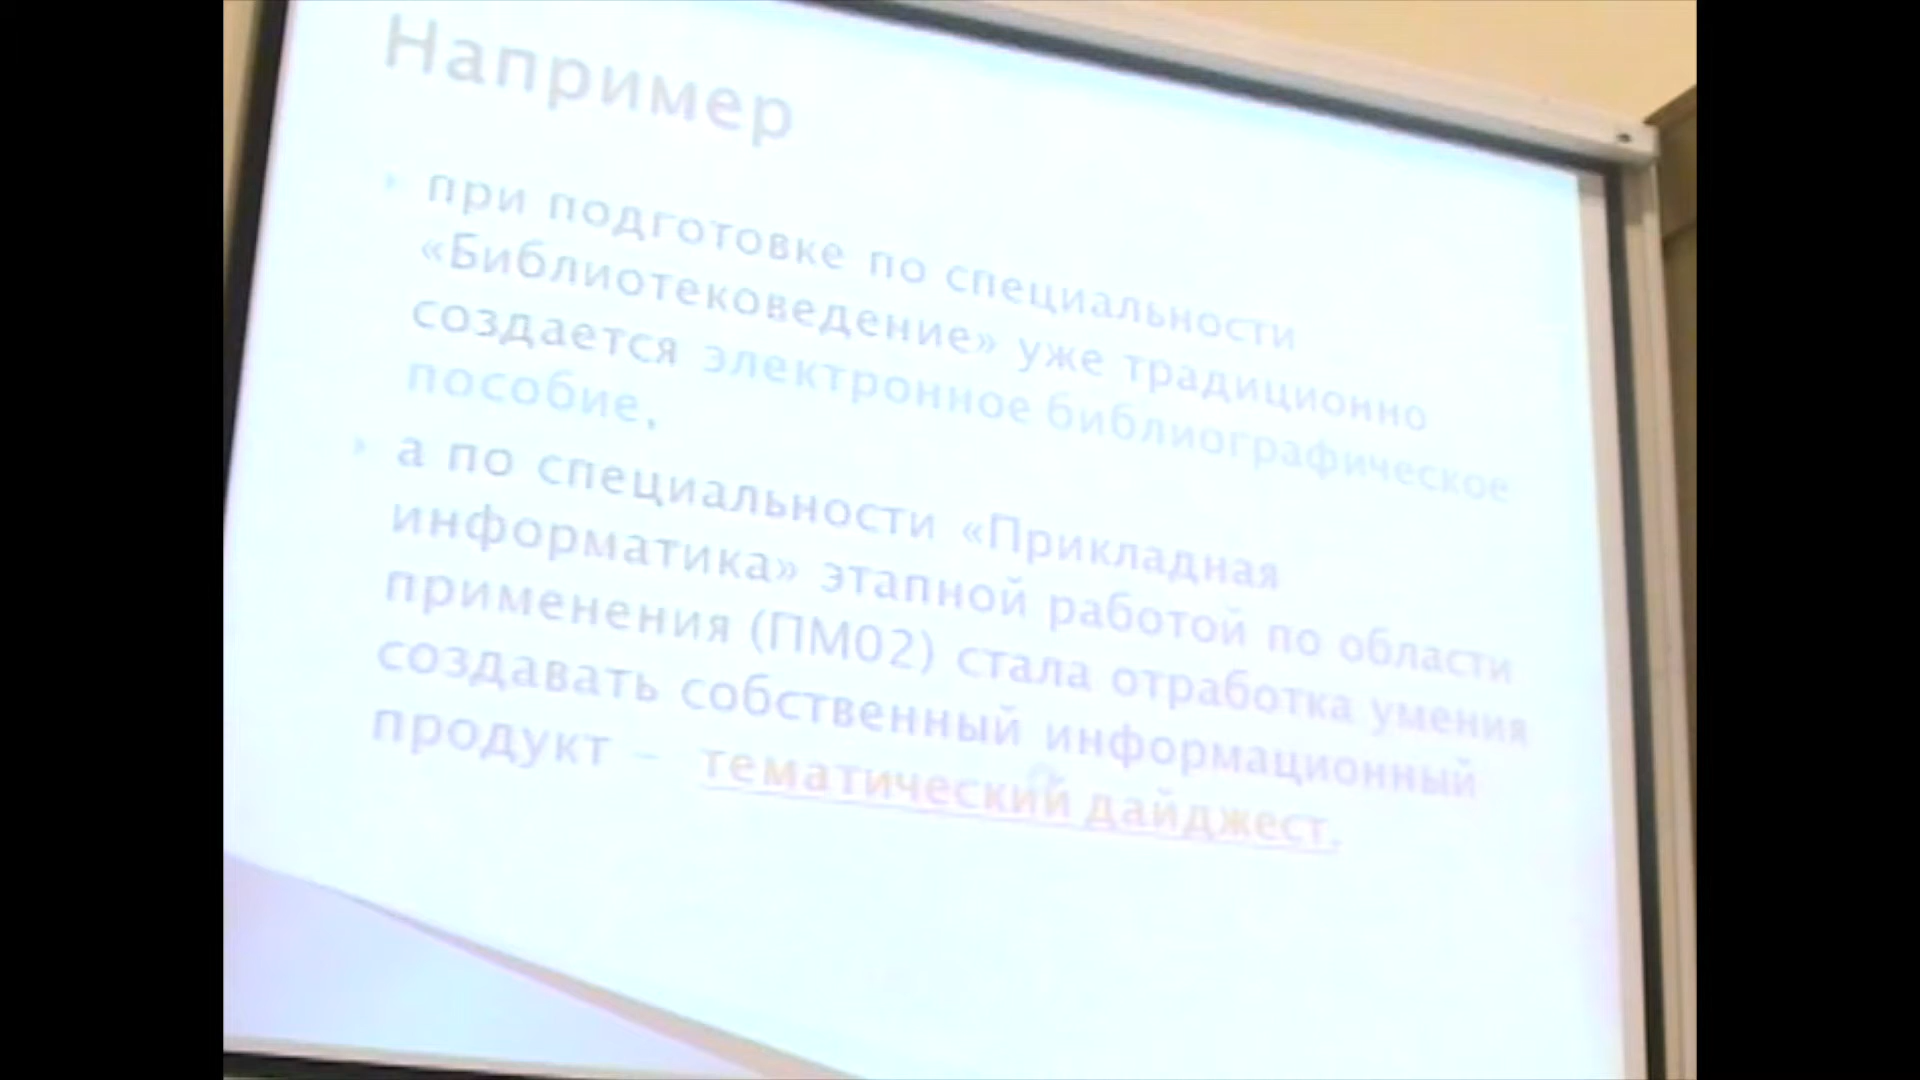 Например
при подготовке по специальности
«Библиотековедение» уже традиционно
создается электронное библиографическое
пособие,
а по специальности «Прикладная
информатика» этапной работой по области
применения (ПМ02) стала отработка умения
создавать собственный информационный
продукт – тематический дайджест.